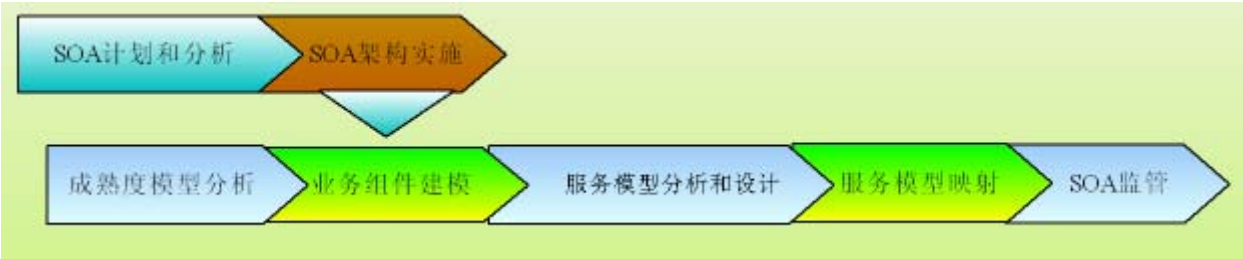 SOA计划和分析
SOA架构实施
成熟度模型分析
业务组件建模
服务模型分析和设计
服务模型映射
SOA监管